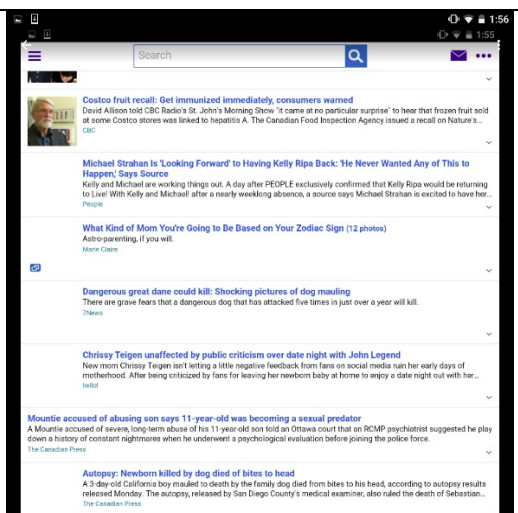 1:56
1:55
Search
Costco fruit recall: Get immunized immediately, consumers warned
David Allison told CBC Radio's St. John's Morning Show "it came at no particular surprise" to hear that frozen fruit sold
at some Costco stores was linked to hepatitis A. The Canadian Food Inspection Agency issued a recall on Nature's...
CBC
Michael Strahan Is 'Looking Forward' to Having Kelly Ripa Back: 'He Never Wanted Any of This to
Happen,' Says Source
Kelly and Michael are working things out. A day after PEOPLE exclusively confirmed that Kelly Ripa would be returning
to Live! With Kelly and Michael! after a nearly weeklong absence, a source says Michael Strahan is excited to have her...
People
What Kind of Mom You're Going to Be Based on Your Zodiac Sign (12 photos)
Astro-parenting, if you will.
Marie Claire
Dangerous great dane could kill: Shocking pictures of dog mauling
There are grave fears that a dangerous dog that has attacked five times in just over a year will kill.
7News
Chrissy Teigen unaffected by public criticism over date night with John Legend
New mom Chrissy Teigen isn't letting a little negative feedback from fans on social media ruin her early days of
motherhood. After being criticized by fans for leaving her newborn baby at home to enjoy a date night out with her...
hello!
Mountie accused of abusing son says 11-year-old was becoming a sexual predator
A Mountie accused of severe, long-term abuse of his 11-year-old son told an Ottawa court that an RCMP psychiatrist suggested he play
down a history of constant nightmares when he underwent a psychological evaluation before joining the police force.
The Canadian Press
Autopsy: Newborn killed by dog died of bites to head
A 3-day-old California boy mauled to death by the family dog died from bites to his head, according to autopsy results
released Monday. The autopsy, released by San Diego County's medical examiner, also ruled the death of Sebastian...
The Canadian Press